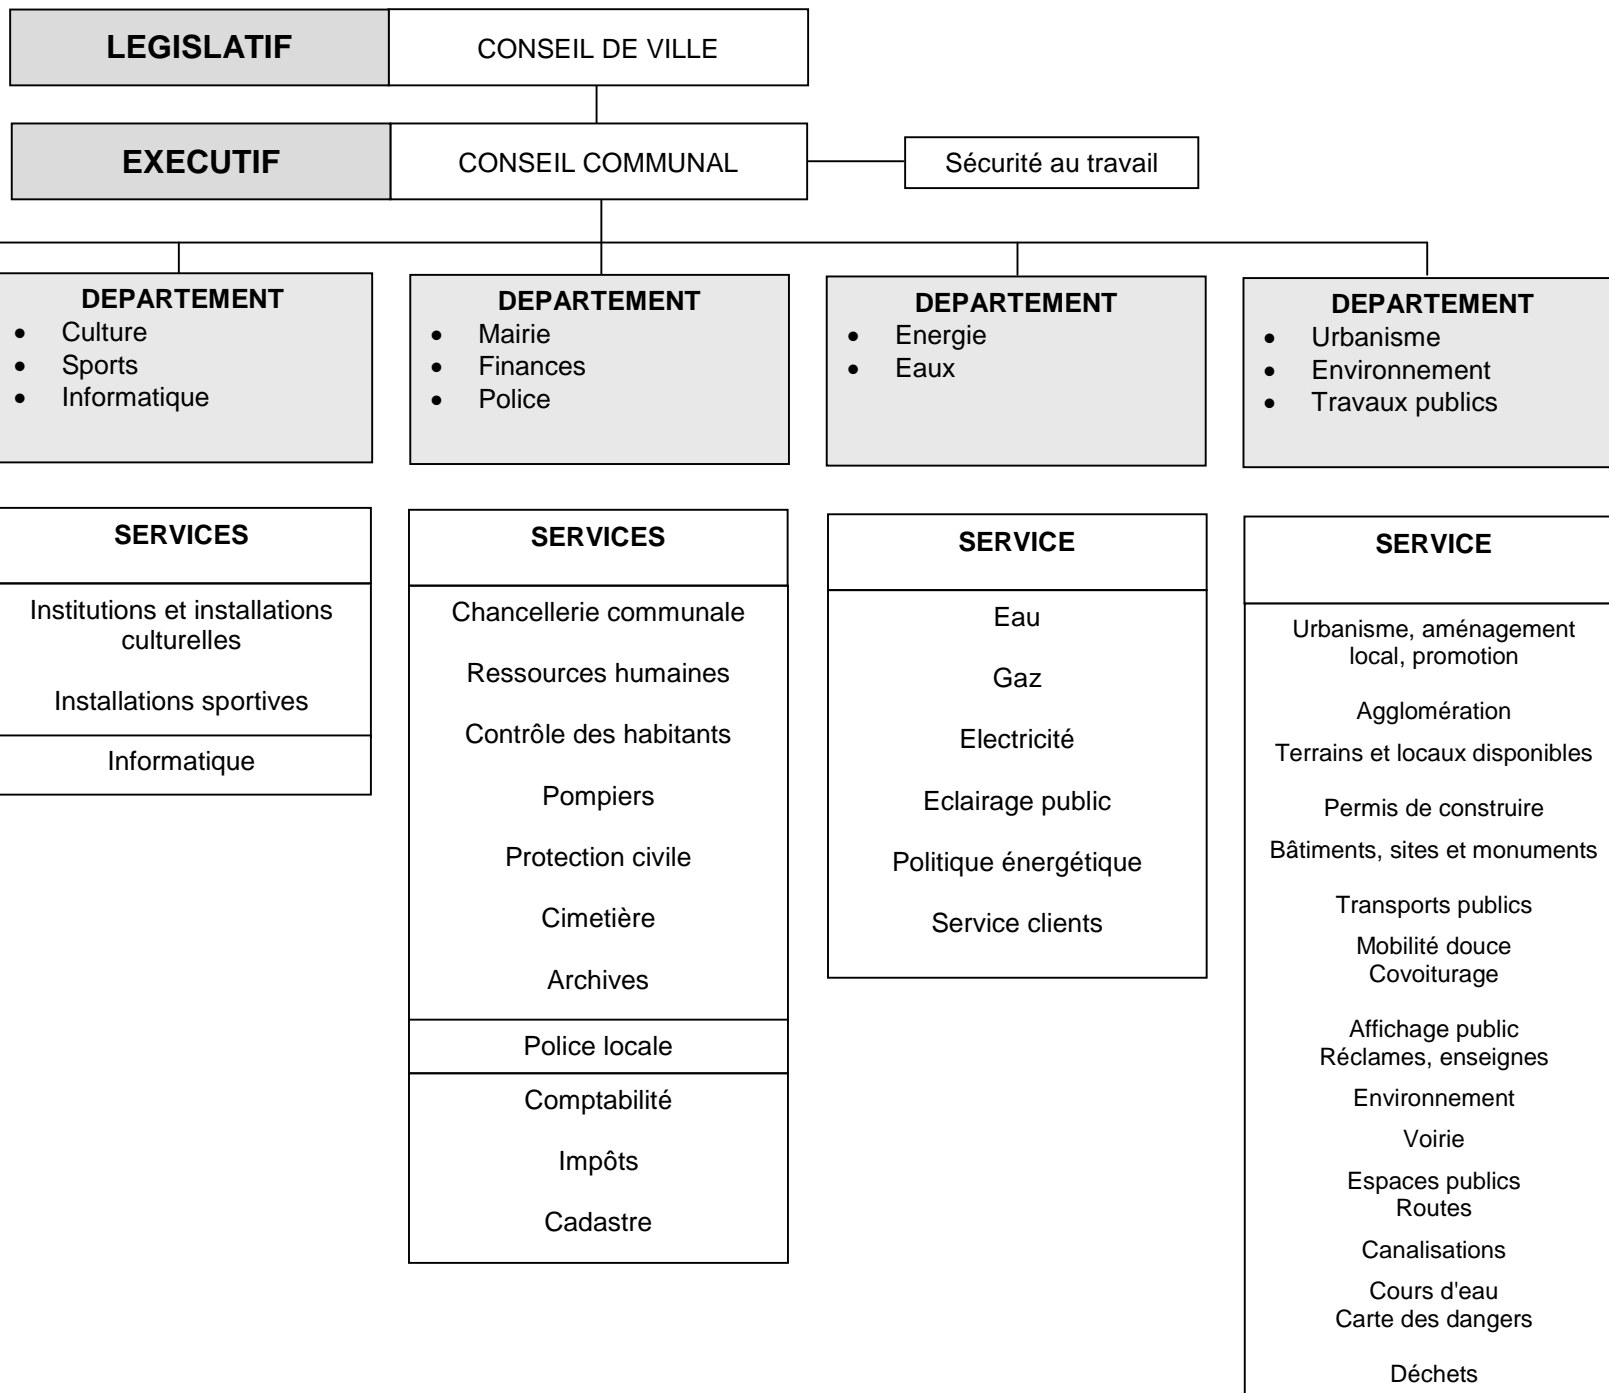 LEGISLATIF
CONSEIL DE VILLE
EXECUTIF
CONSEIL COMMUNAL
Sécurité au travail
DEPARTEMENT
• Culture
• Sports
• Informatique
DEPARTEMENT
• Mairie
• Finances
• Police
DEPARTEMENT
• Energie
• Eaux
DEPARTEMENT
• Urbanisme
• Environnement
• Travaux publics
SERVICES
Institutions et installations
culturelles
Installations sportives
Informatique
SERVICES
Chancellerie communale
Ressources humaines
Contrôle des habitants
Pompiers
Protection civile
Cimetière
Archives
Police locale
Comptabilité
Impôts
Cadastre
SERVICE
Eau
Gaz
Electricité
Eclairage public
Politique énergétique
Service clients
SERVICE
Urbanisme, aménagement
local, promotion
Agglomération
Terrains et locaux disponibles
Permis de construire
Bâtiments, sites et monuments
Transports publics
Mobilité douce
Covoiturage
Affichage public
Réclames, enseignes
Environnement
Voirie
Espaces publics
Routes
Canalisations
Cours d'eau
Carte des dangers
Déchets